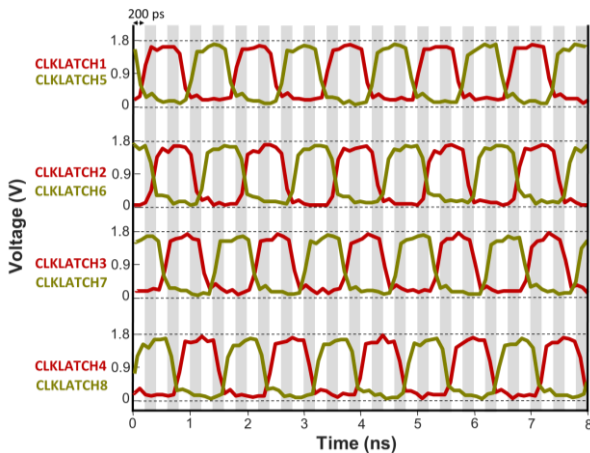 200 ps
1.8
CLKLATCH1
CLKLATCH5
0.9
0
1.8
CLKLATCH2
0.9
CLKLATCH6
0
Voltage (V)
1.8
CLKLATCH3
0.9
CLKLATCH7
0
1.8
CLKLATCH4
0.9
CLKLATCH8
0
0 1 2 3 4 5 6 7 8
Time (ns)